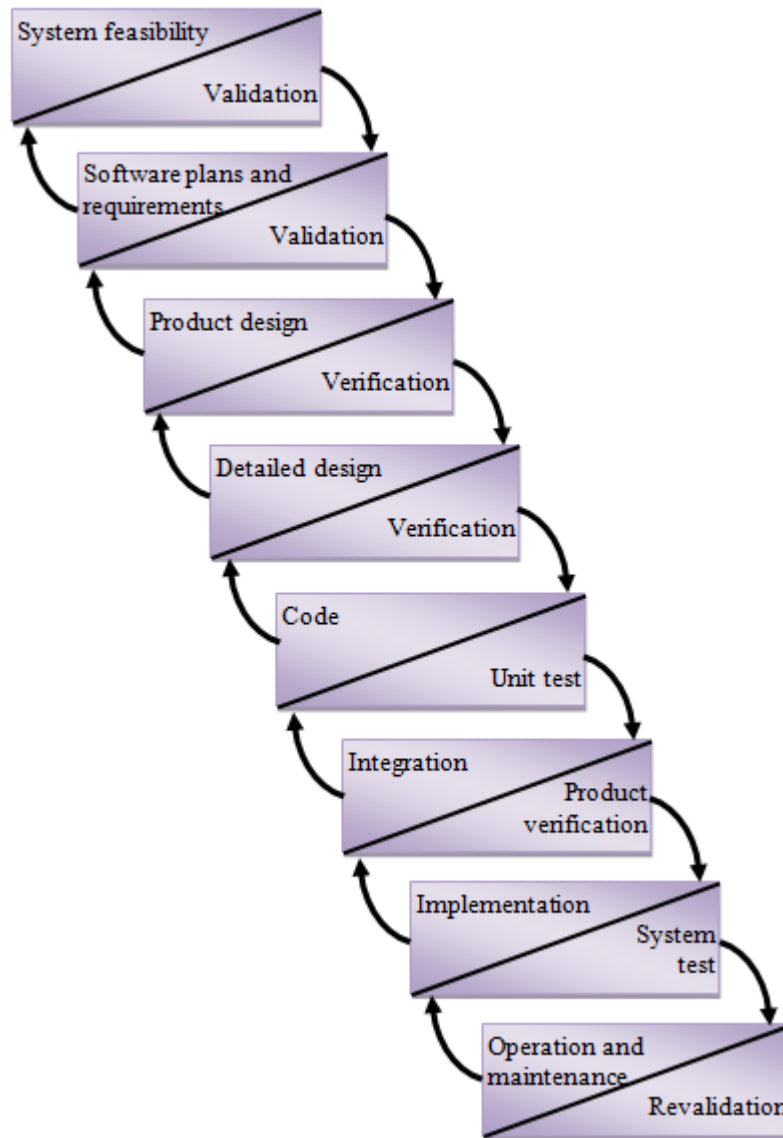 System feasibility
Validation
Software plans and
requirements
Validation
Product design
Verification
Detailed design
Verification
Code
Unit test
Integration
Product
verification
Implementation
System
test
Operation and
maintenance
Revalidation